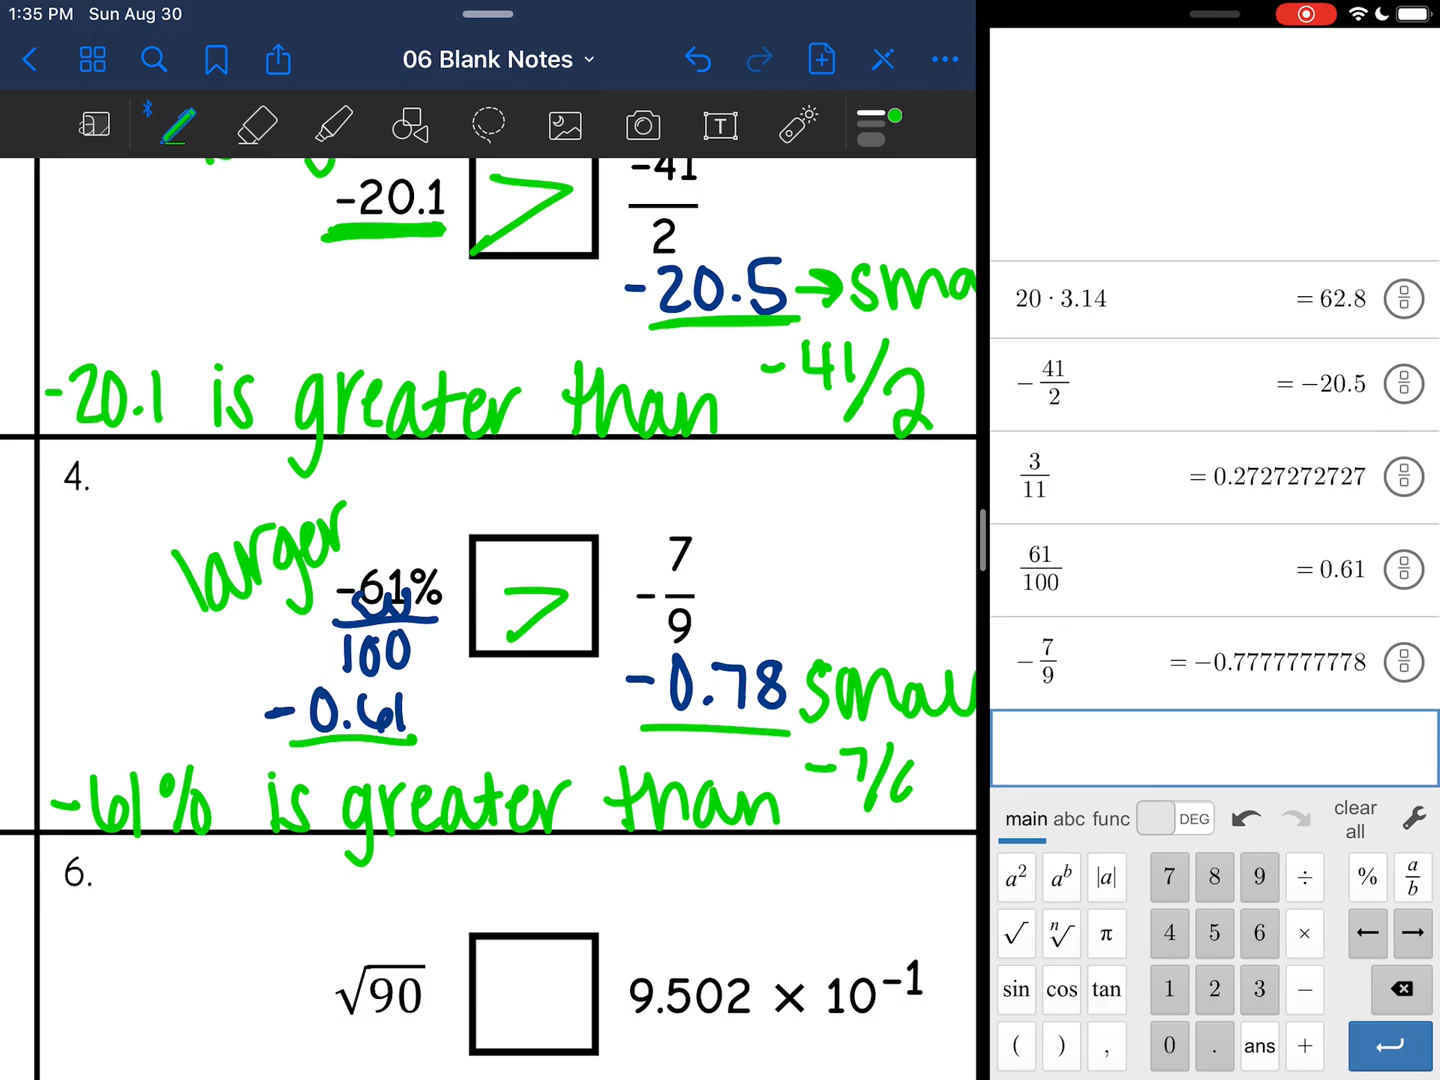 1:35 PM Sun Aug 30
06 Blank Notes
-20.1 > -41/2
-20.5 → sma
-20.1 is greater than -41/2
4.
larger
-61% > -7/9
100
-0.61
-0.78 small
-61% is greater than -7/
6.
√90 9.502 × 10⁻¹
20 · 3.14 = 62.8
-41/2 = −20.5
3/11 = 0.2727272727
61/100 = 0.61
-7/9 = −0.7777777778
main abc func DEG clear all
a² aᵇ |a| 7 8 9 ÷ % a/b
√ ⁿ√ π 4 5 6 × ← →
sin cos tan 1 2 3 −
( ) , 0 . ans +